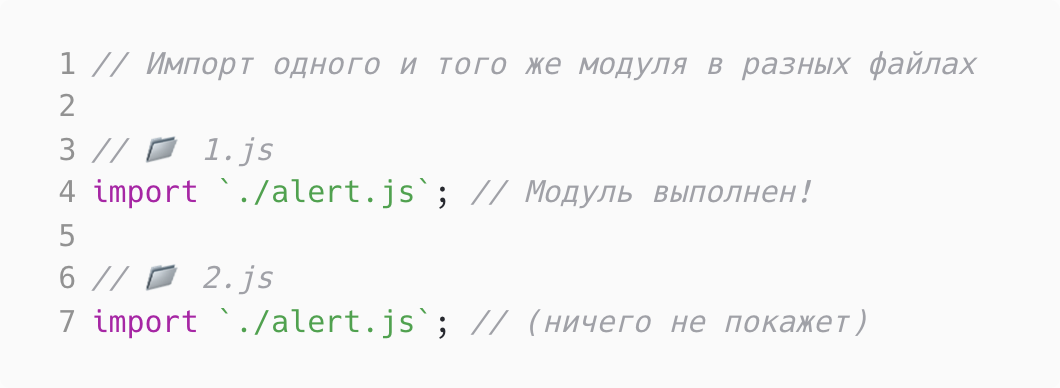 1 // Импорт одного и того же модуля в разных файлах
2
3 // 📁 1.js
4 import `./alert.js`; // Модуль выполнен!
5
6 // 📁 2.js
7 import `./alert.js`; // (ничего не покажет)